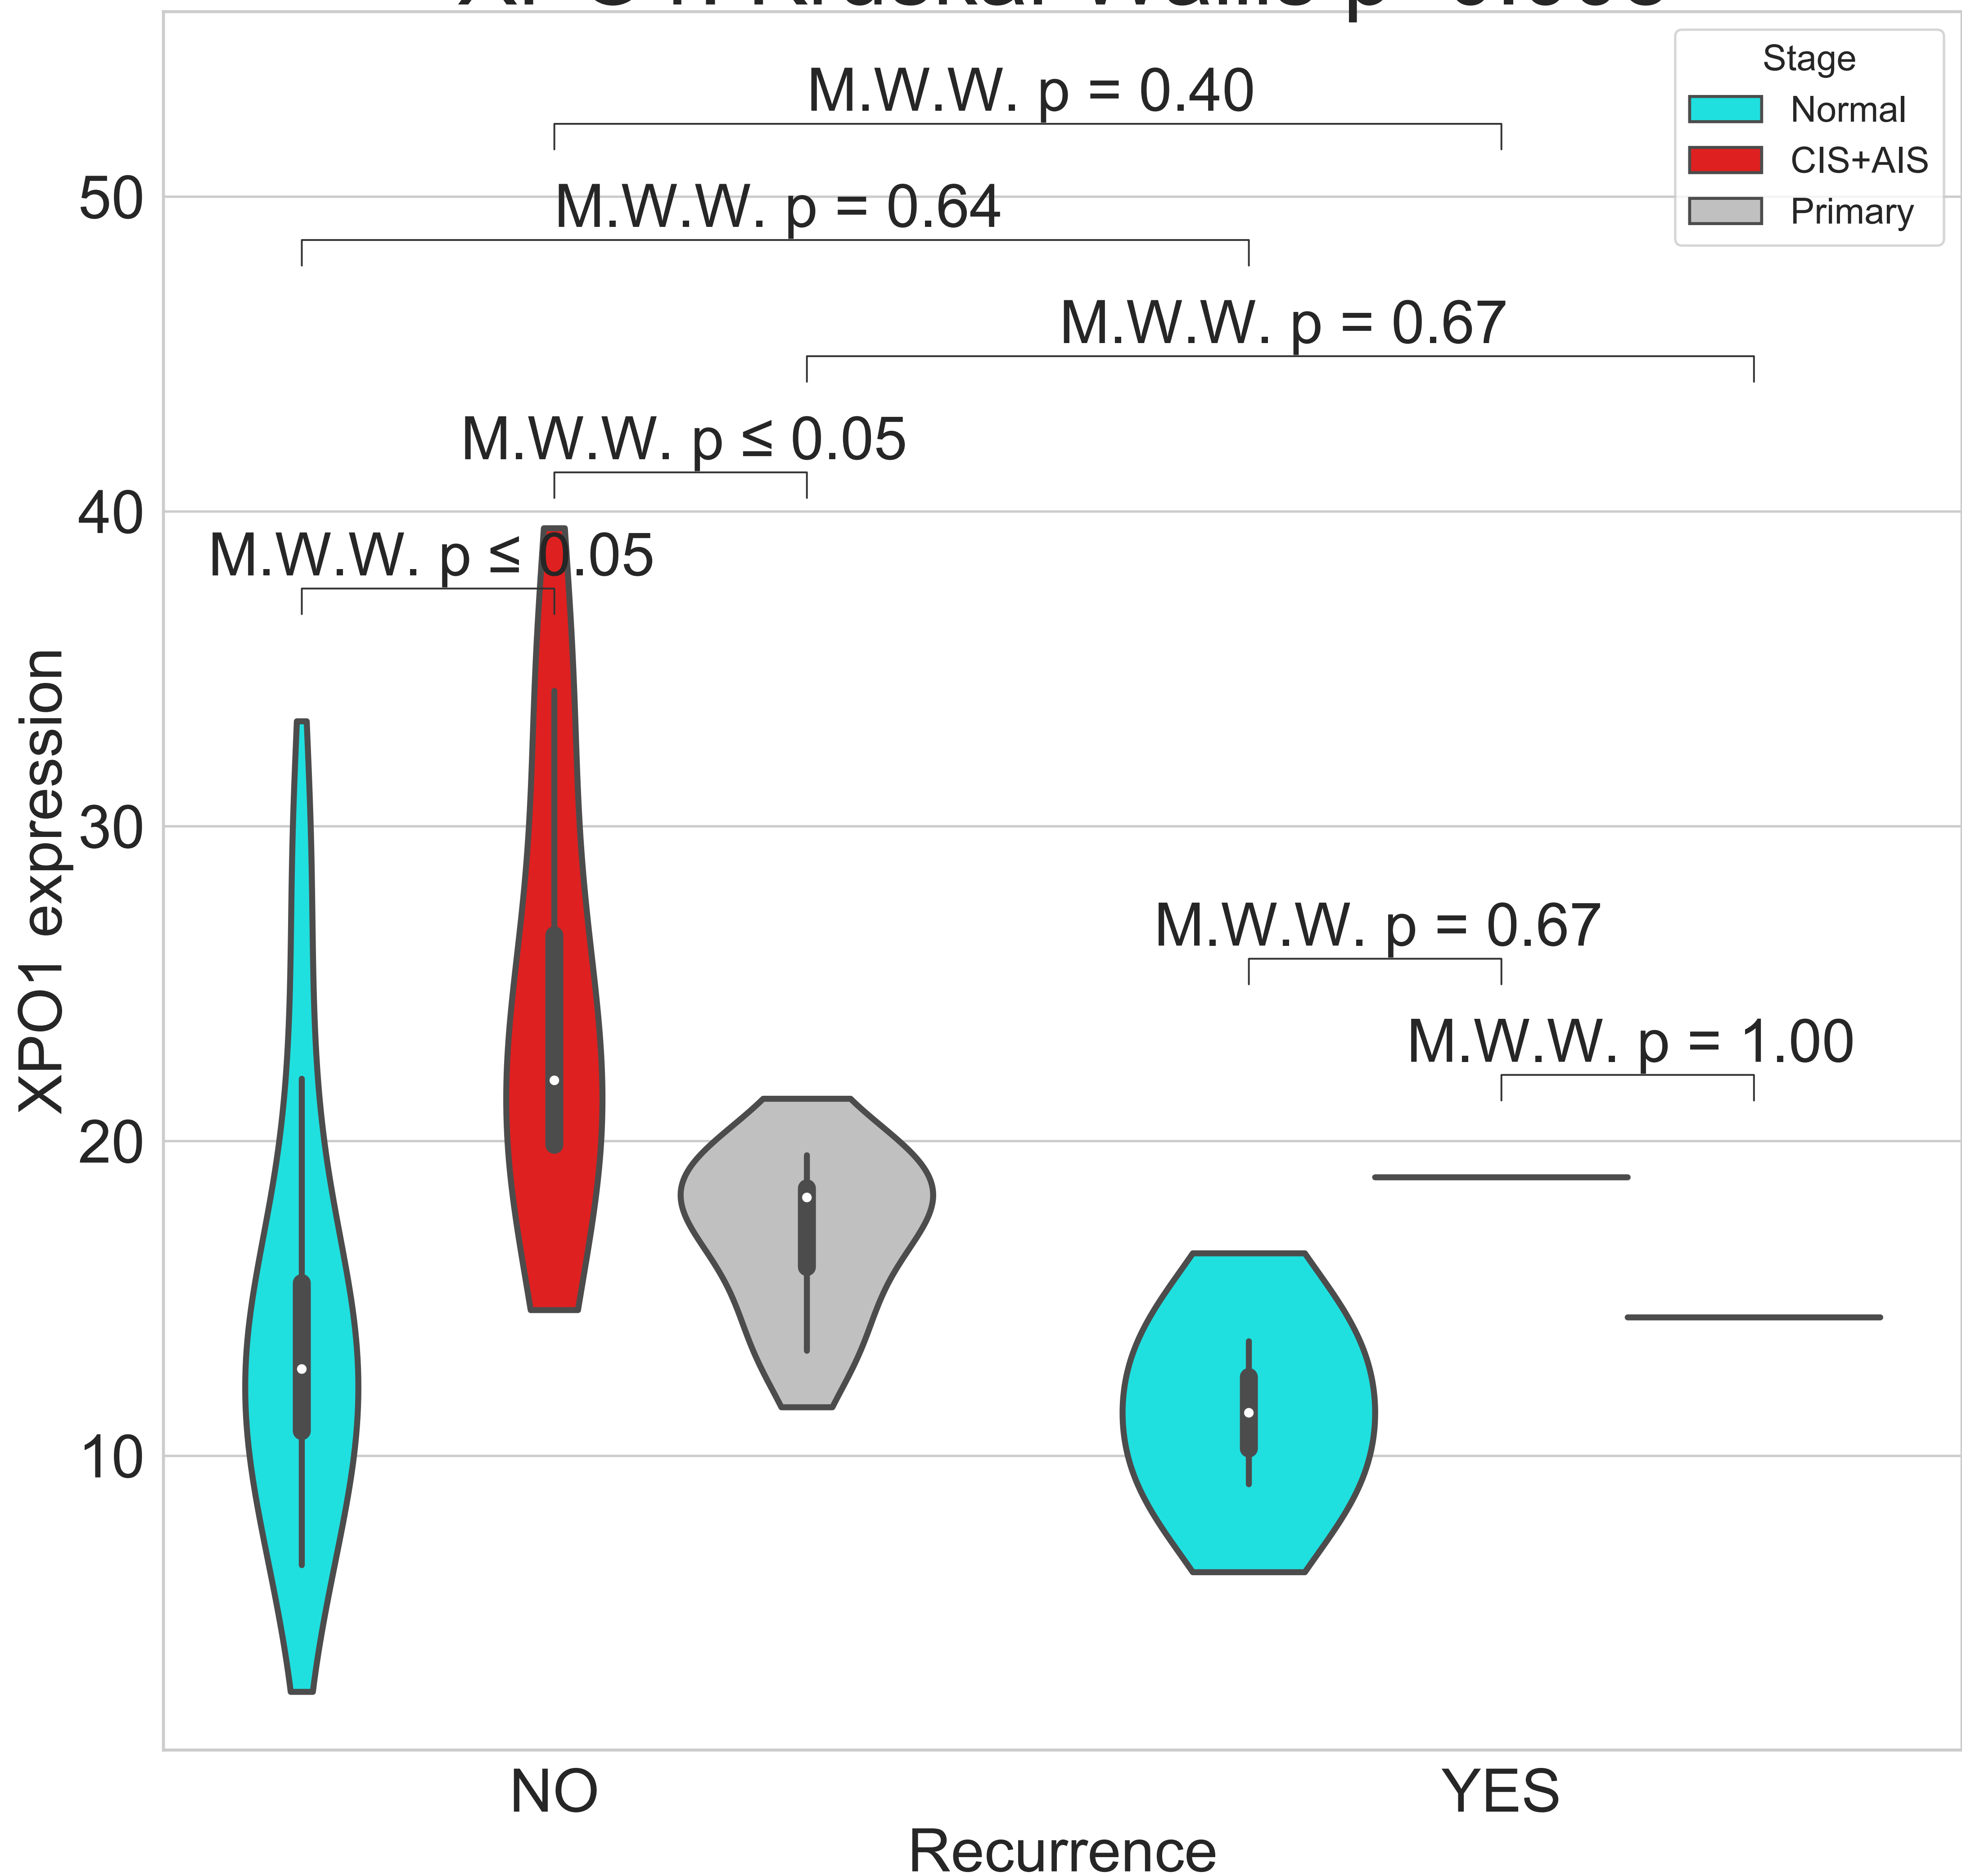 Stage
Normal
CIS+AIS
Primary
M.W.W. p = 0.40
M.W.W. p = 0.64
M.W.W. p = 0.67
M.W.W. p ≤ 0.05
M.W.W. p ≤ 0.05
M.W.W. p = 0.67
M.W.W. p = 1.00
50
40
30
20
10
XPO1 expression
NO
YES
Recurrence